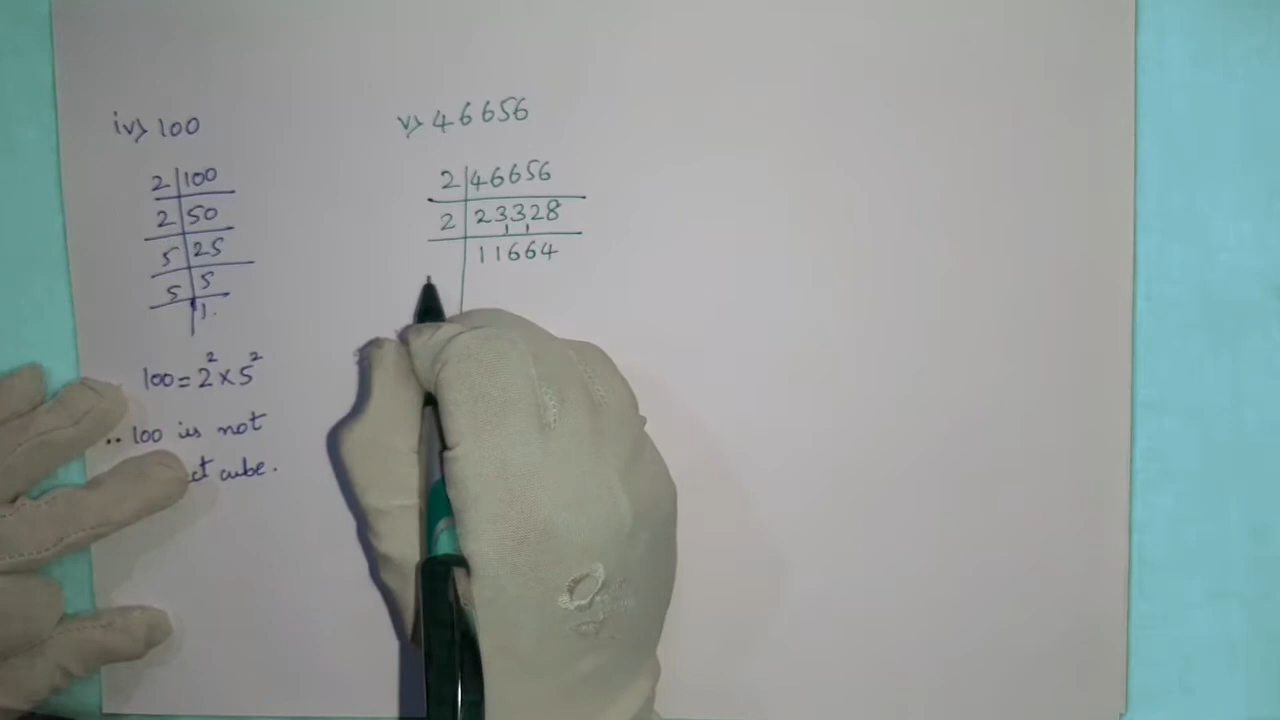 iv) 100
2 | 100
2 | 50
5 | 25
5 | 5
1.
100 = 2² × 5²
∴ 100 is not
cube.
v) 46656
2 | 46656
2 | 23328
11664